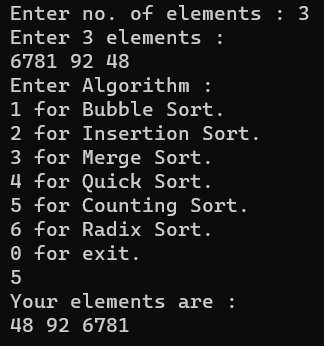 Enter no. of elements : 3
Enter 3 elements :
6781 92 48
Enter Algorithm :
1 for Bubble Sort.
2 for Insertion Sort.
3 for Merge Sort.
4 for Quick Sort.
5 for Counting Sort.
6 for Radix Sort.
0 for exit.
5
Your elements are :
48 92 6781